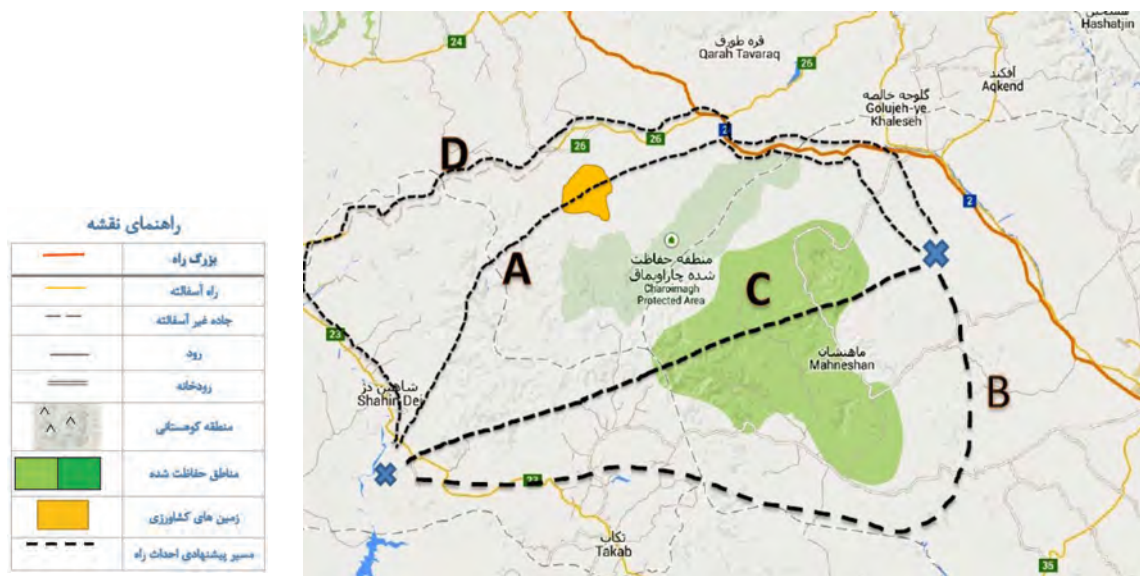 راهنمای نقشه
بزرگ راه
راه آسفالته
جاده غیر آسفالته
رود
رودخانه
منطقه کوهستانی
مناطق حفاظت شده
زمین های کشاورزی
مسیر پیشنهادی احداث راه
هشتجین
Hashatjin
24
قره طورق
Qarah Tavaraq
26
آقکند
Aqkend
گلوجه خالصه
Golujeh-ye
Khaleseh
2
D
26
26
2
A
منطقه حفاظت
شده چاراویماق
Charoimagh
Protected Area
C
23
ماهنشان
Mahneshan
B
شاهین دژ
Shahin Dej
23
تکاب
Takab
35